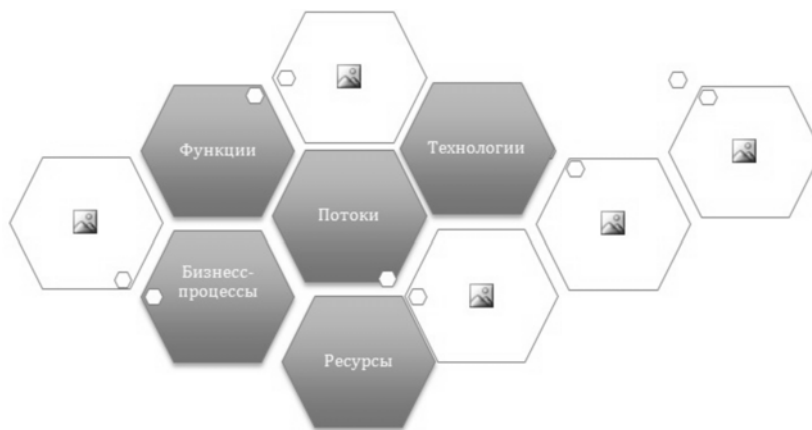 Функции
Технологии
Потоки
Бизнесс-
процессы
Ресурсы